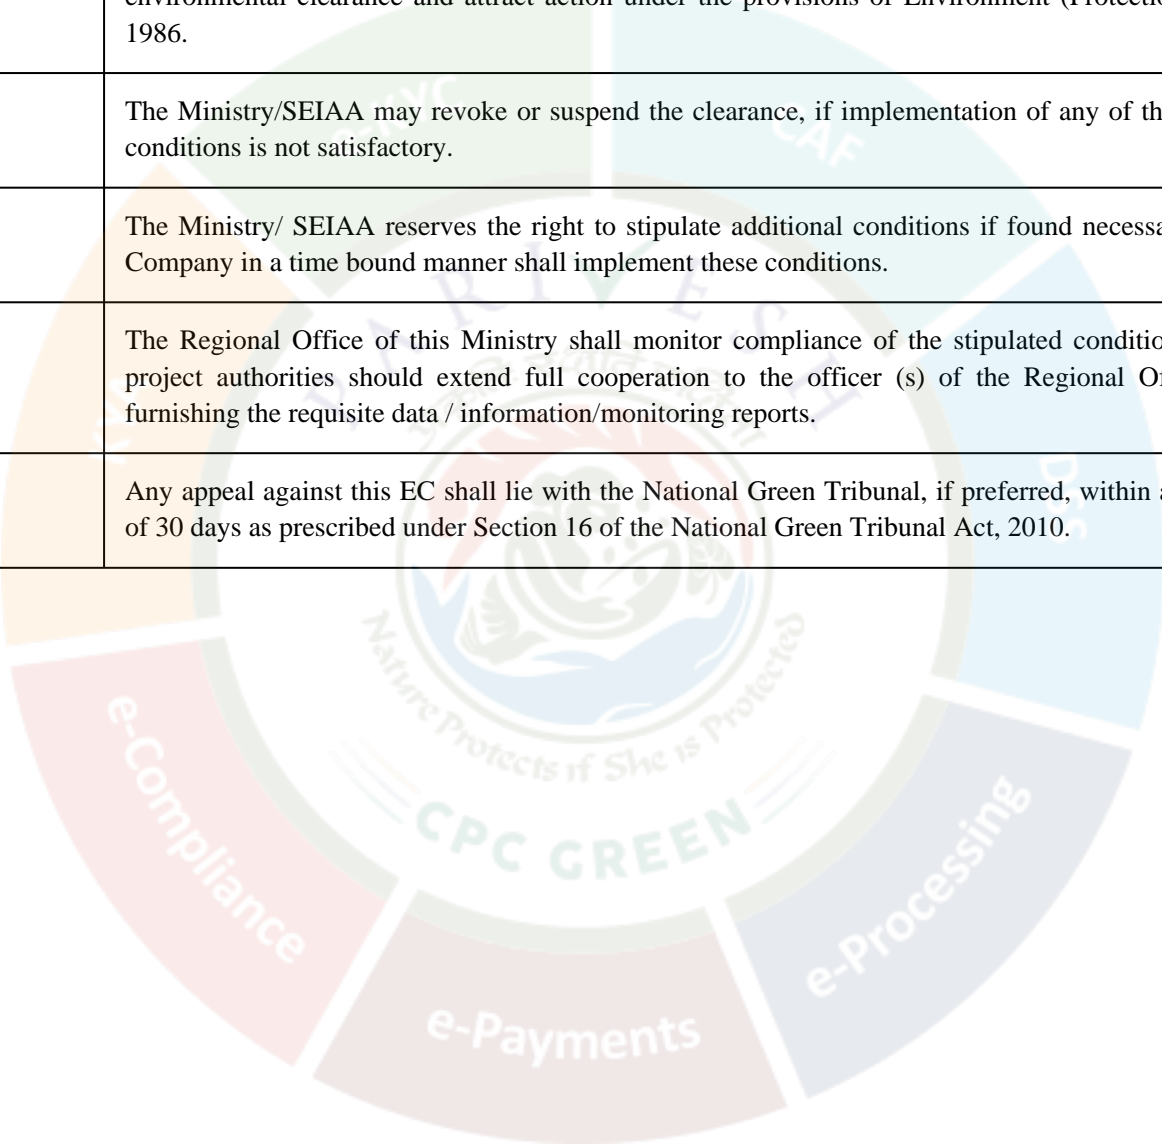 environmental clearance and attract action under the provisions of Environment (Protectio
1986.
The Ministry/SEIAA may revoke or suspend the clearance, if implementation of any of th
conditions is not satisfactory.
The Ministry/ SEIAA reserves the right to stipulate additional conditions if found necessa
Company in a time bound manner shall implement these conditions.
The Regional Office of this Ministry shall monitor compliance of the stipulated conditio
project authorities should extend full cooperation to the officer (s) of the Regional Of
furnishing the requisite data / information/monitoring reports.
Any appeal against this EC shall lie with the National Green Tribunal, if preferred, within a
of 30 days as prescribed under Section 16 of the National Green Tribunal Act, 2010.
e-KYC
CAF
PARIVESH
DSS
Nature Protects if She is Protected
CPC GREEN
e-Compliance
e-Processing
e-Payments